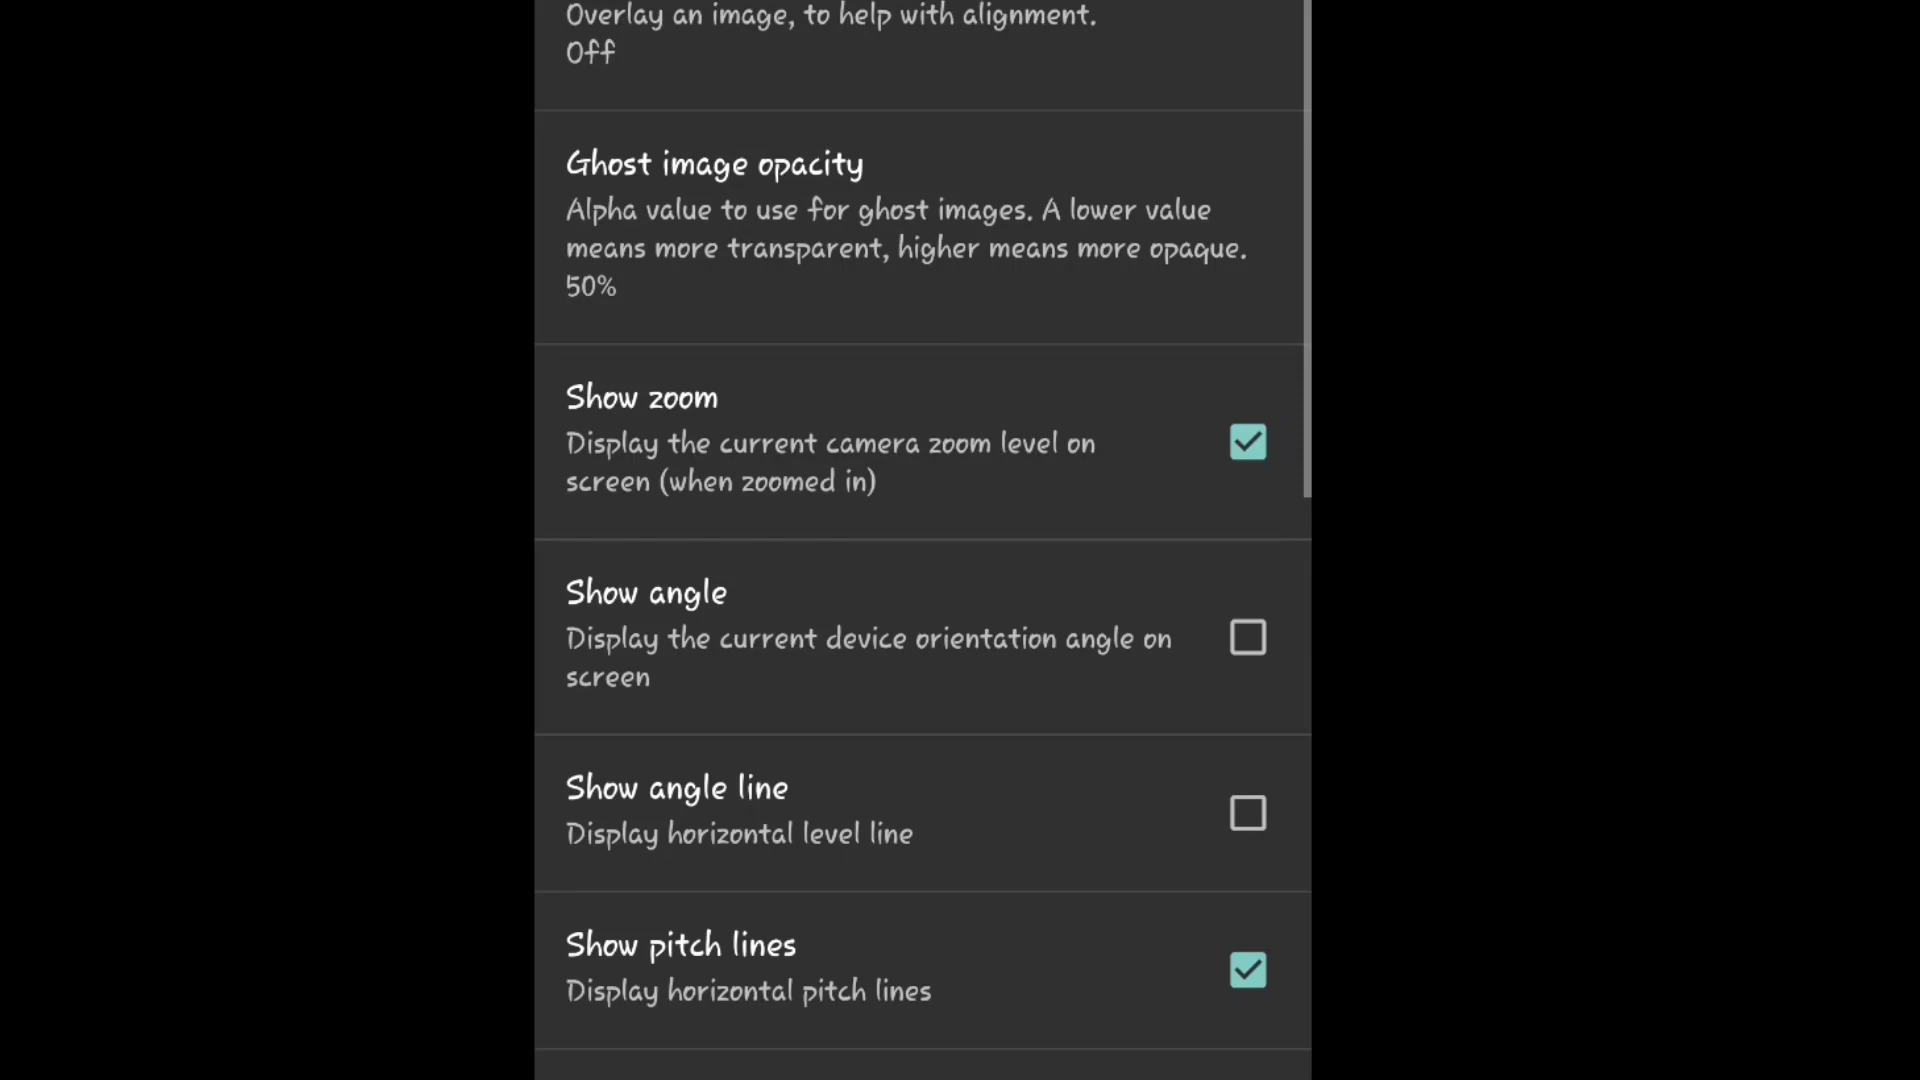 Overlay an image, to help with alignment.
Off
Ghost image opacity
Alpha value to use for ghost images. A lower value
means more transparent, higher means more opaque.
50%
Show zoom
Display the current camera zoom level on
screen (when zoomed in)
Show angle
Display the current device orientation angle on
screen
Show angle line
Display horizontal level line
Show pitch lines
Display horizontal pitch lines